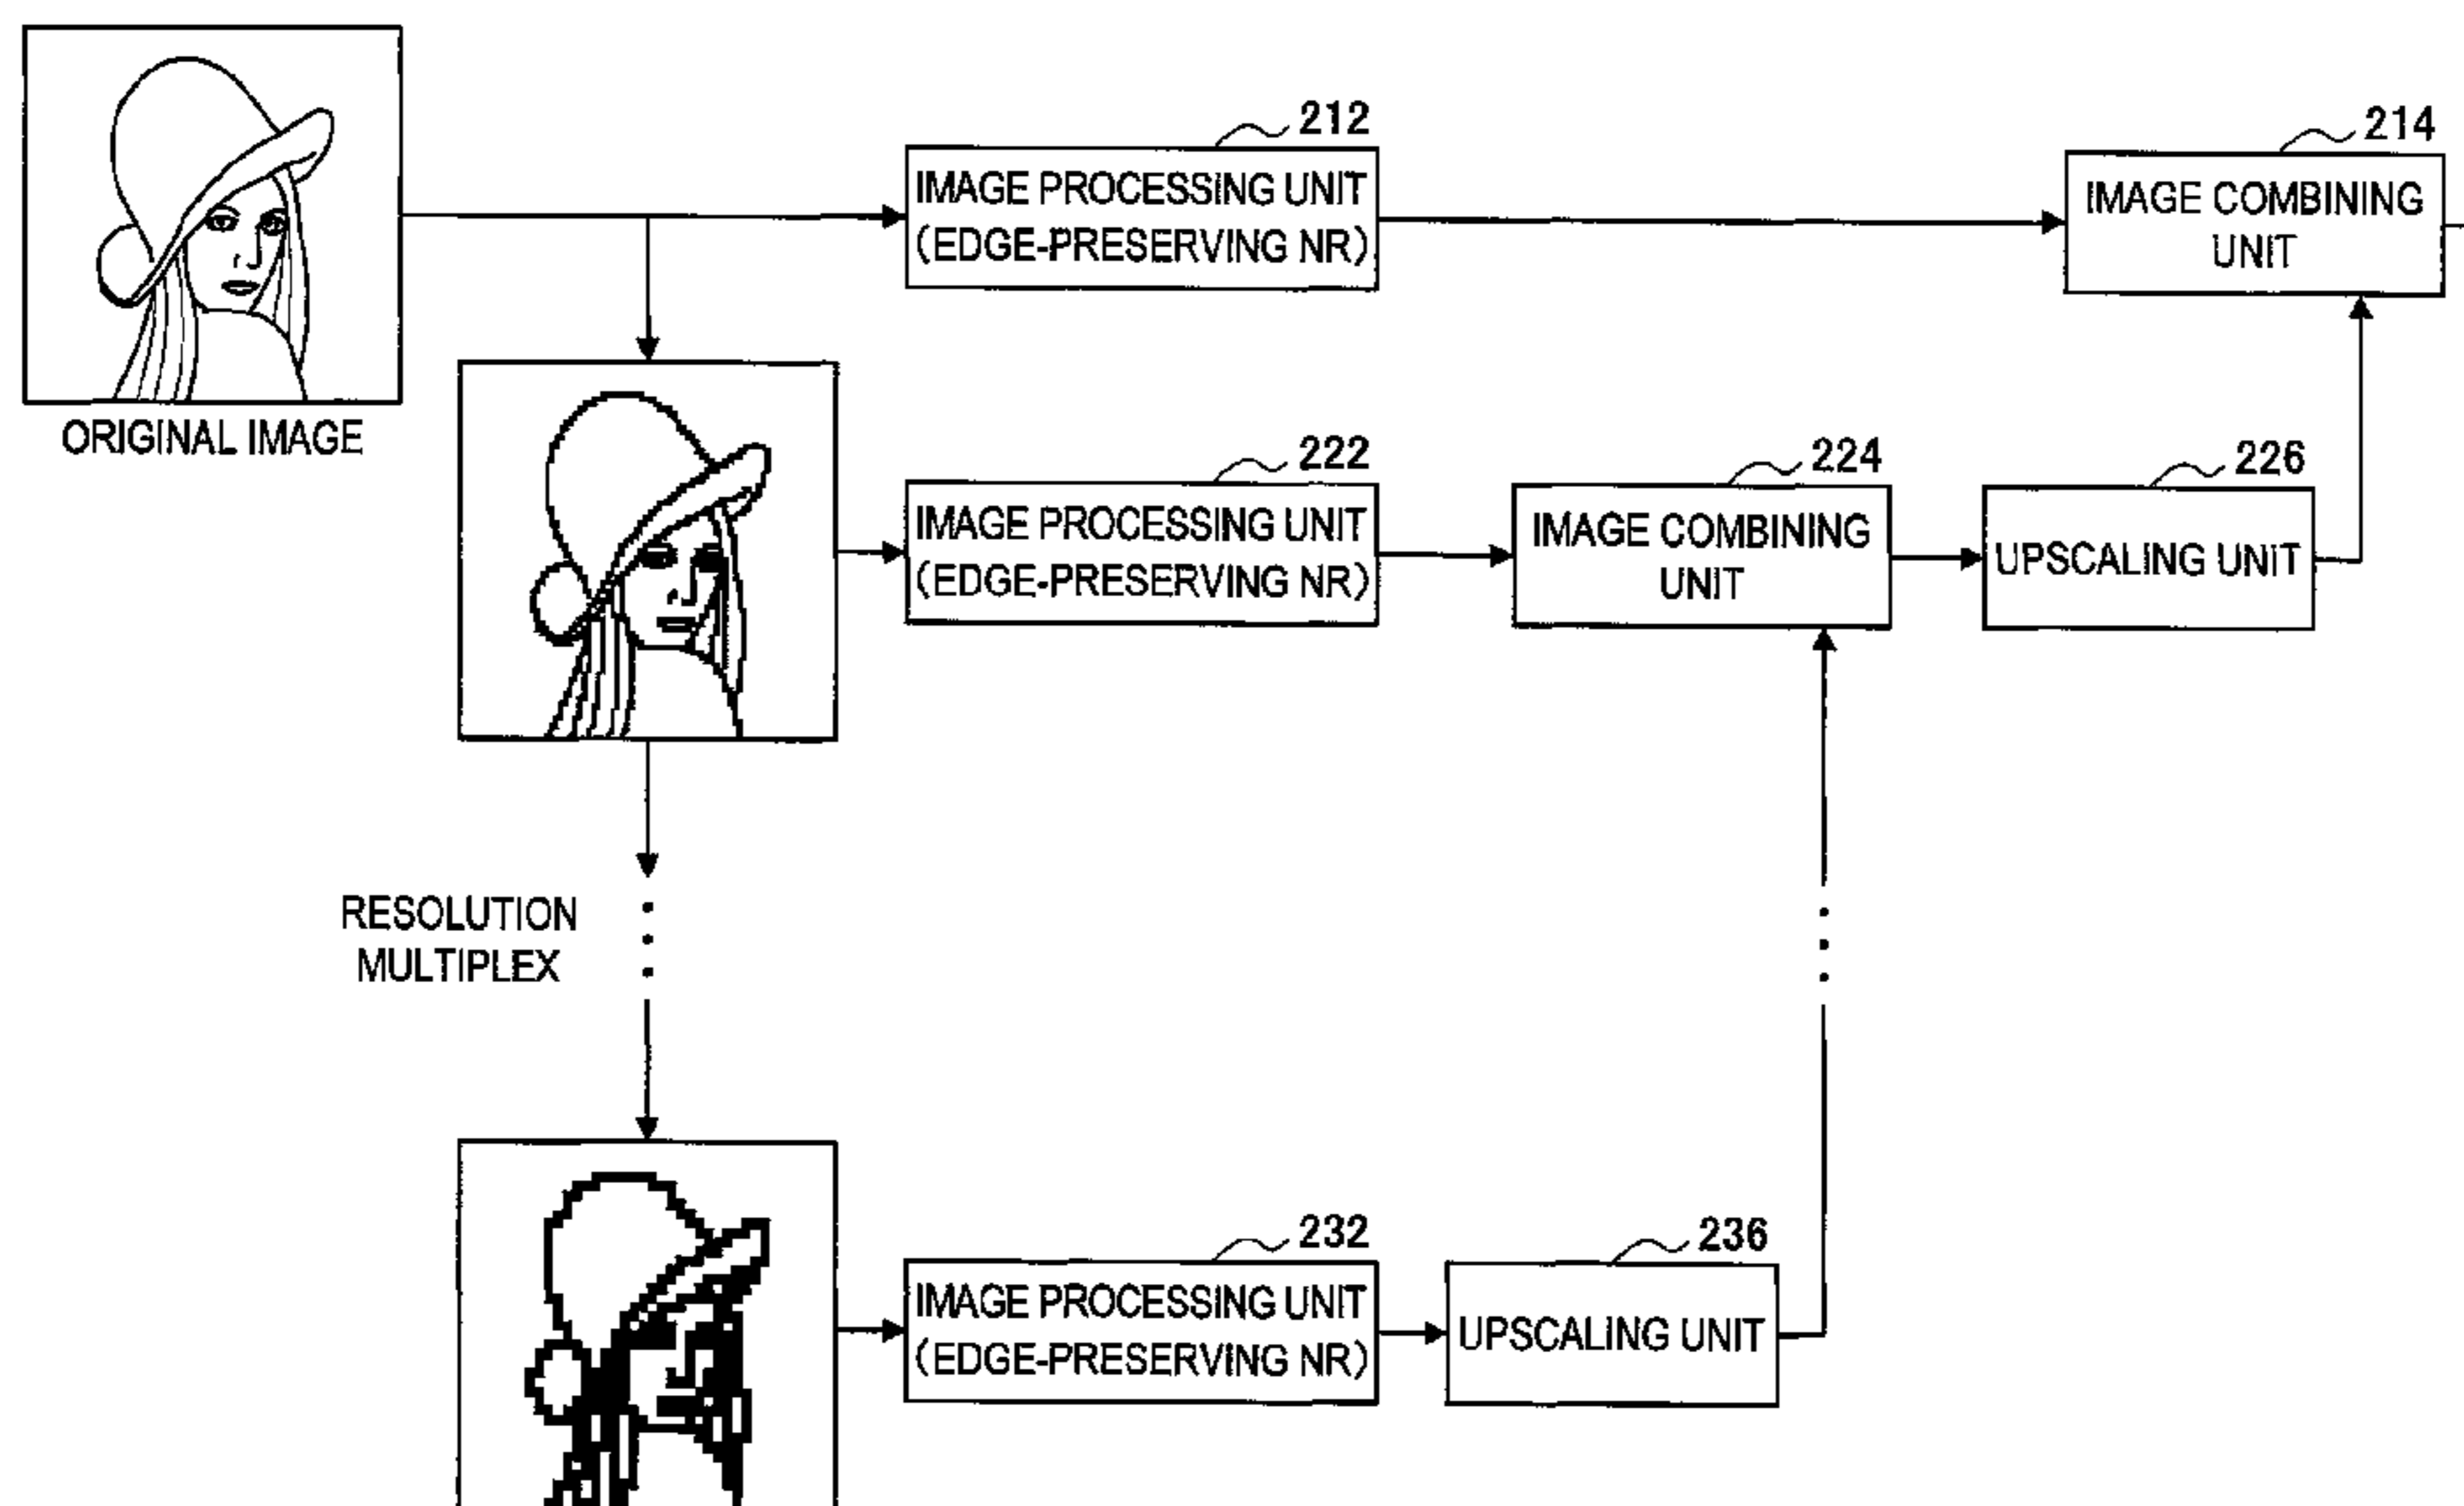 212
214
IMAGE PROCESSING UNIT
(EDGE-PRESERVING NR)
IMAGE COMBINING
UNIT
ORIGINAL IMAGE
222
224
226
IMAGE PROCESSING UNIT
(EDGE-PRESERVING NR)
IMAGE COMBINING
UNIT
UPSCALING UNIT
RESOLUTION
MULTIPLEX
232
236
IMAGE PROCESSING UNIT
(EDGE-PRESERVING NR)
UPSCALING UNIT